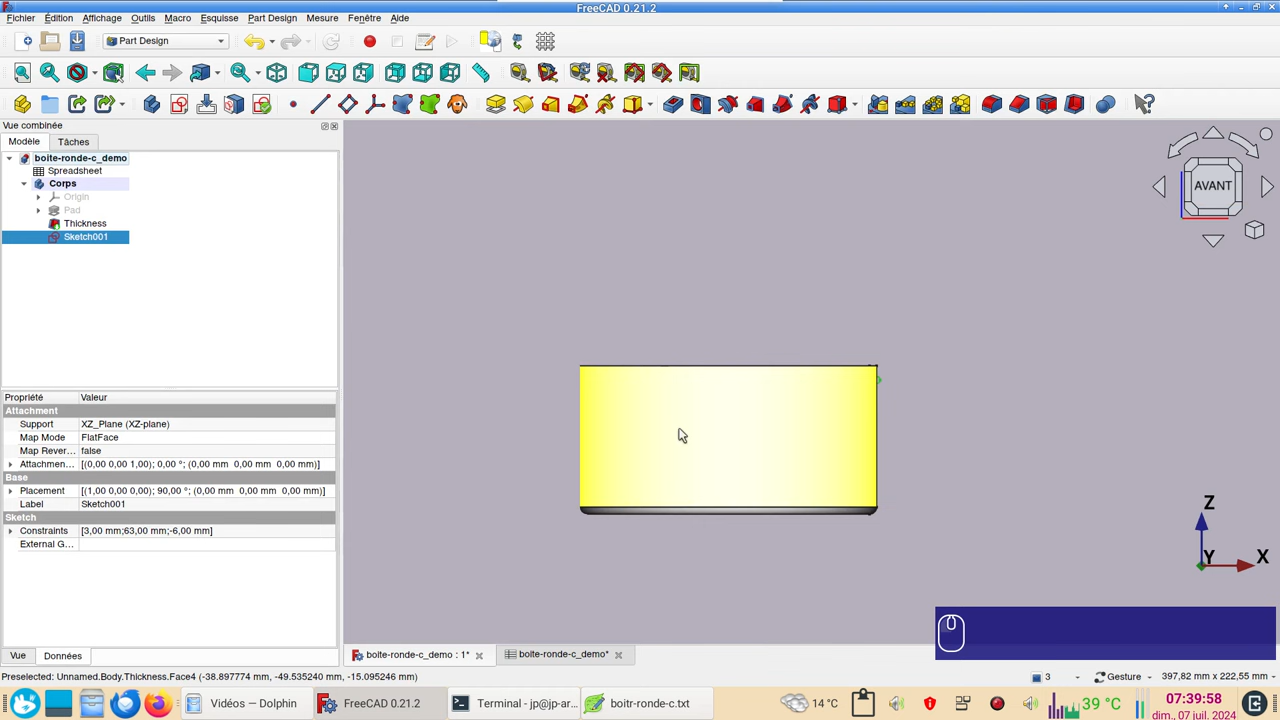 FreeCAD 0.21.2
Fichier Édition Affichage Outils Macro Esquisse Part Design Mesure Fenêtre Aide
Part Design
Vue combinée
Modèle Tâches
boite-ronde-c_demo
Spreadsheet
Corps
Origin
Pad
Thickness
Sketch001
AVANT
Propriété Valeur
Attachment
Support XZ_Plane (XZ-plane)
Map Mode FlatFace
Map Rever... false
Attachmen... [(0,00 0,00 1,00); 0,00 °; (0,00 mm 0,00 mm 0,00 mm)]
Base
Placement [(1,00 0,00 0,00); 90,00 °; (0,00 mm 0,00 mm 0,00 mm)]
Label Sketch001
Sketch
Constraints [3,00 mm;63,00 mm;-6,00 mm]
External G...
Z
Y X
Vue Données
boite-ronde-c_demo : 1* boite-ronde-c_demo*
Preselected: Unnamed.Body.Thickness.Face4 (-38.897774 mm, -49.535240 mm, -15.095246 mm)
3 Gesture 397,82 mm x 222,55 mm
Vidéos — Dolphin FreeCAD 0.21.2 Terminal - jp@jp-ar... boitr-ronde-c.txt 14 °C 39 °C 07:39:58
dim., 07 juil. 2024